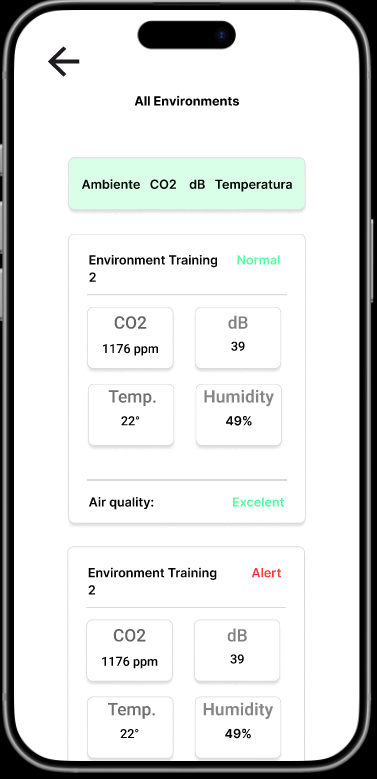 All Environments
Ambiente CO2 dB Temperatura
Environment Training Normal
2
CO2 dB
1176 ppm 39
Temp. Humidity
22° 49%
Air quality: Excelent
Environment Training Alert
2
CO2 dB
1176 ppm 39
Temp. Humidity
22° 49%